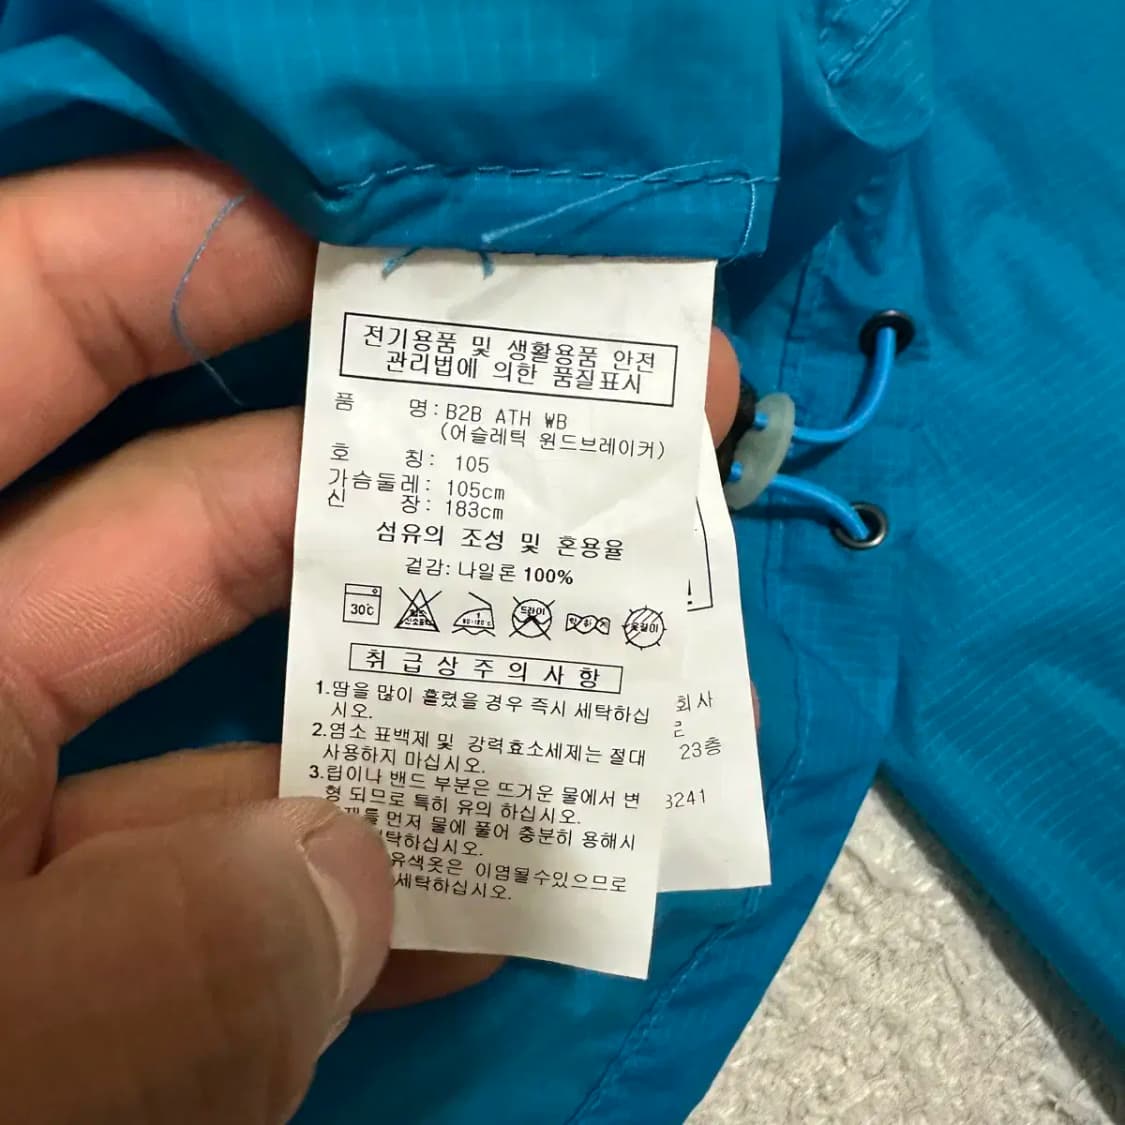 전기용품 및 생활용품 안전
관리법에 의한 품질표시
품 명: B2B ATH WB
(어슬레틱 윈드브레이커)
호 칭: 105
가슴둘레: 105cm
신 장: 183cm
섬유의 조성 및 혼용율
겉감: 나일론 100%
30℃
드라이
취급상주의사항
1.땀을 많이 흘렸을 경우 즉시 세탁하십
시오.
2.염소 표백제 및 강력효소세제는 절대
사용하지 마십시오.
3.립이나 밴드 부분은 뜨거운 물에서 변
형 되므로 특히 유의 하십시오.
먼저 물에 풀어 충분히 용해시
탁하십시오.
유색옷은 이염될수있으므로
세탁하십시오.
회사
23층
3241